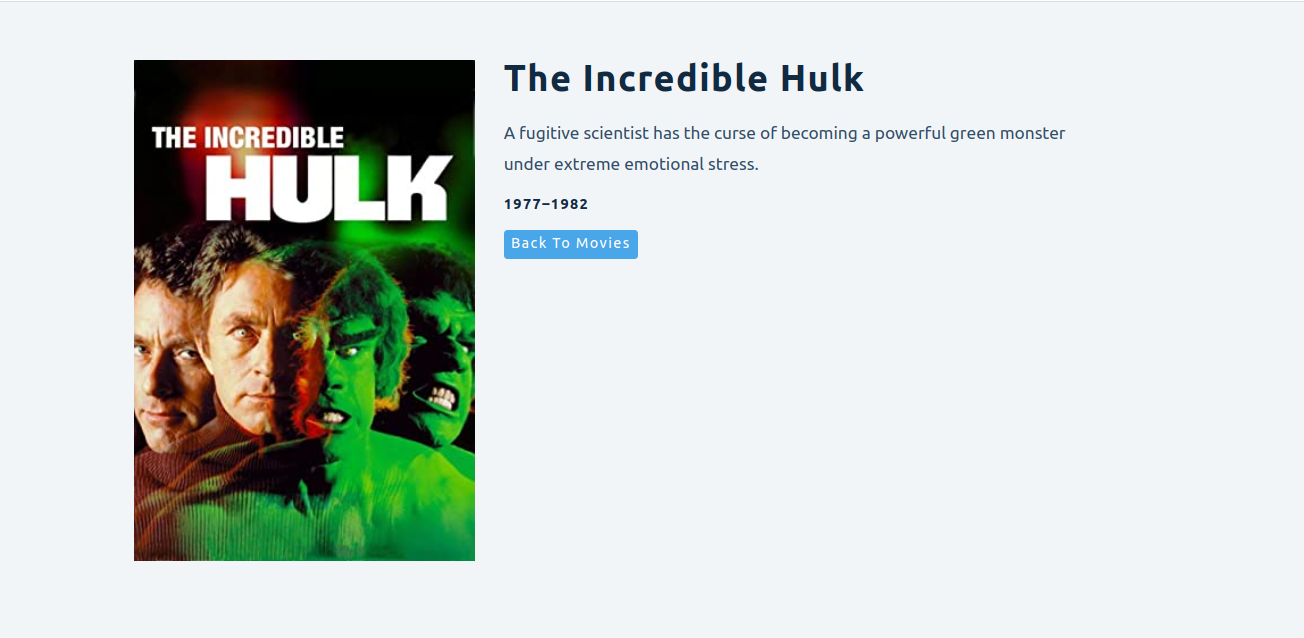 THE INCREDIBLE
HULK
The Incredible Hulk
A fugitive scientist has the curse of becoming a powerful green monster
under extreme emotional stress.
1977–1982
Back To Movies